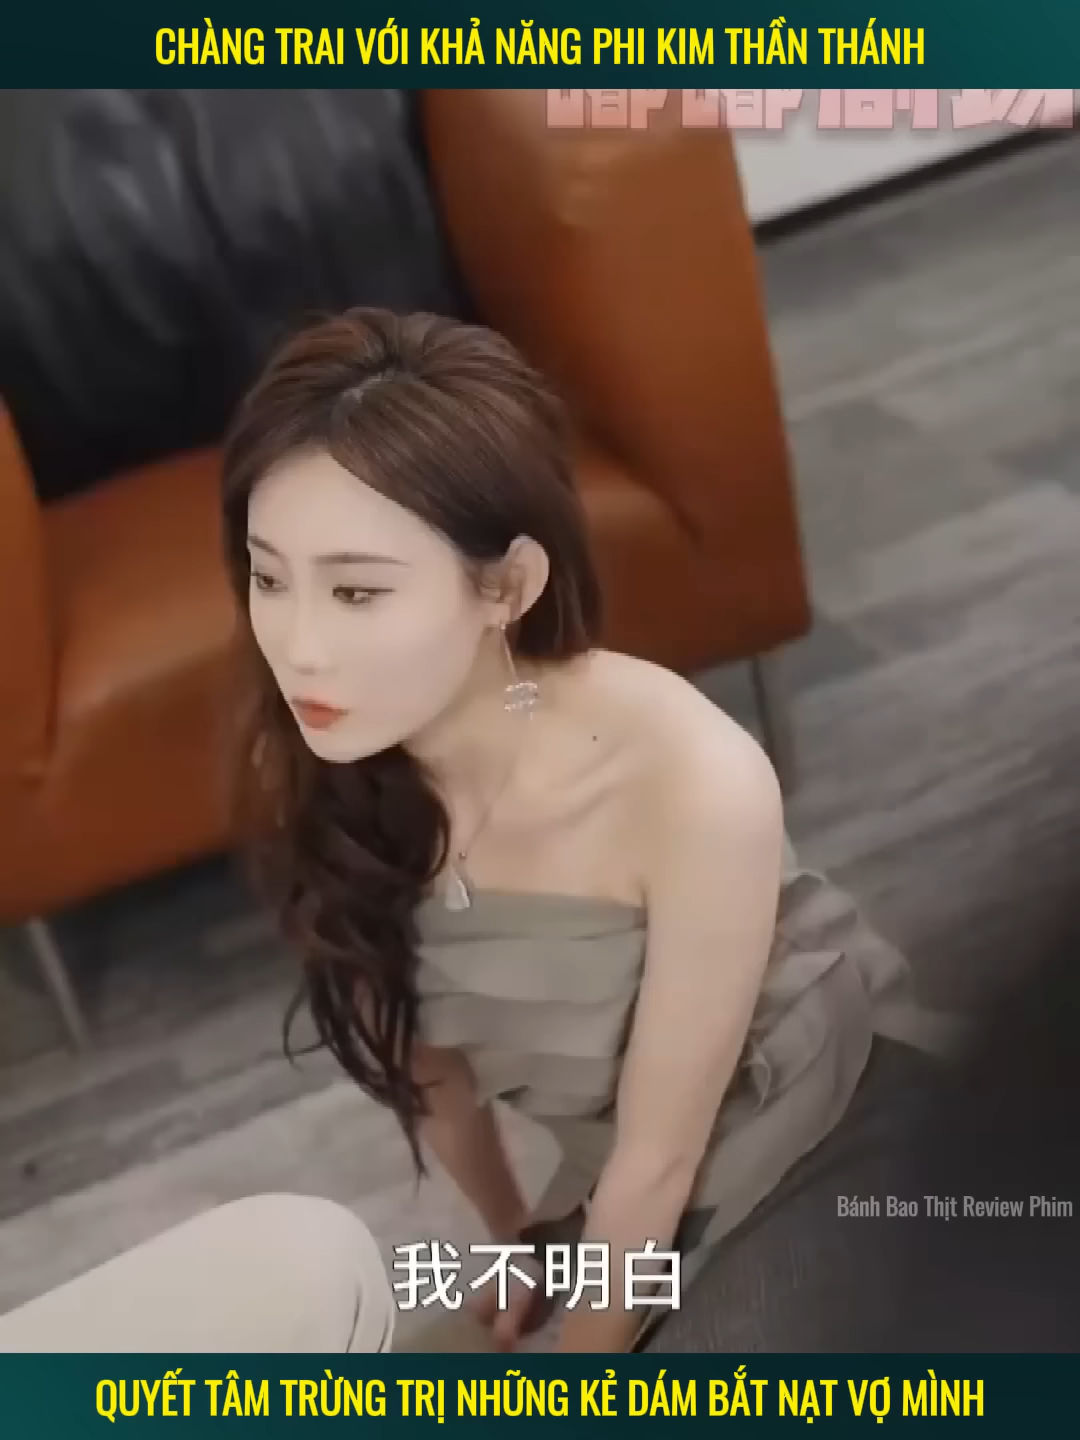 CHÀNG TRAI VỚI KHẢ NĂNG PHI KIM THẦN THÁNH
Bánh Bao Thịt Review Phim
我不明白
QUYẾT TÂM TRỪNG TRỊ NHỮNG KẺ DÁM BẮT NẠT VỢ MÌNH